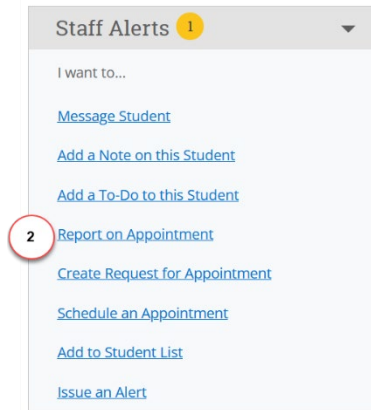 Staff Alerts 1
I want to...
Message Student
Add a Note on this Student
Add a To-Do to this Student
2 Report on Appointment
Create Request for Appointment
Schedule an Appointment
Add to Student List
Issue an Alert